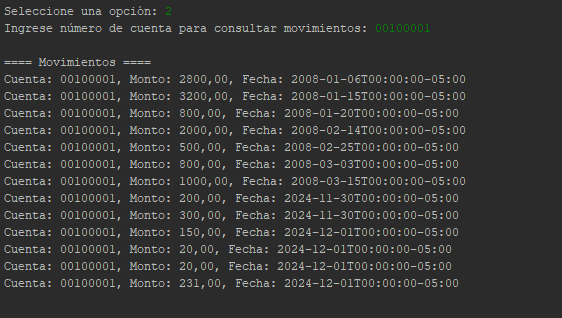 Seleccione una opción: 2
Ingrese número de cuenta para consultar movimientos: 00100001
==== Movimientos ====
Cuenta: 00100001, Monto: 2800,00, Fecha: 2008-01-06T00:00:00-05:00
Cuenta: 00100001, Monto: 3200,00, Fecha: 2008-01-15T00:00:00-05:00
Cuenta: 00100001, Monto: 800,00, Fecha: 2008-01-20T00:00:00-05:00
Cuenta: 00100001, Monto: 2000,00, Fecha: 2008-02-14T00:00:00-05:00
Cuenta: 00100001, Monto: 500,00, Fecha: 2008-02-25T00:00:00-05:00
Cuenta: 00100001, Monto: 800,00, Fecha: 2008-03-03T00:00:00-05:00
Cuenta: 00100001, Monto: 1000,00, Fecha: 2008-03-15T00:00:00-05:00
Cuenta: 00100001, Monto: 200,00, Fecha: 2024-11-30T00:00:00-05:00
Cuenta: 00100001, Monto: 300,00, Fecha: 2024-11-30T00:00:00-05:00
Cuenta: 00100001, Monto: 150,00, Fecha: 2024-12-01T00:00:00-05:00
Cuenta: 00100001, Monto: 20,00, Fecha: 2024-12-01T00:00:00-05:00
Cuenta: 00100001, Monto: 20,00, Fecha: 2024-12-01T00:00:00-05:00
Cuenta: 00100001, Monto: 231,00, Fecha: 2024-12-01T00:00:00-05:00